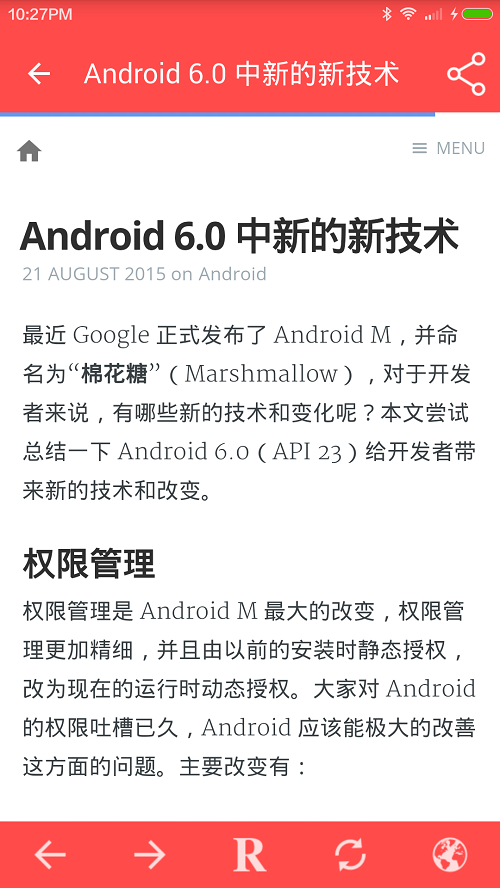 10:27PM
Android 6.0 中新的新技术
MENU
Android 6.0 中新的新技术
21 AUGUST 2015 on Android
最近 Google 正式发布了 Android M，并命
名为“棉花糖”（Marshmallow），对于开发
者来说，有哪些新的技术和变化呢？本文尝试
总结一下 Android 6.0（API 23）给开发者带
来新的技术和改变。
权限管理
权限管理是 Android M 最大的改变，权限管
理更加精细，并且由以前的安装时静态授权，
改为现在的运行时动态授权。大家对 Android
的权限吐槽已久，Android 应该能极大的改善
这方面的问题。主要改变有：
R